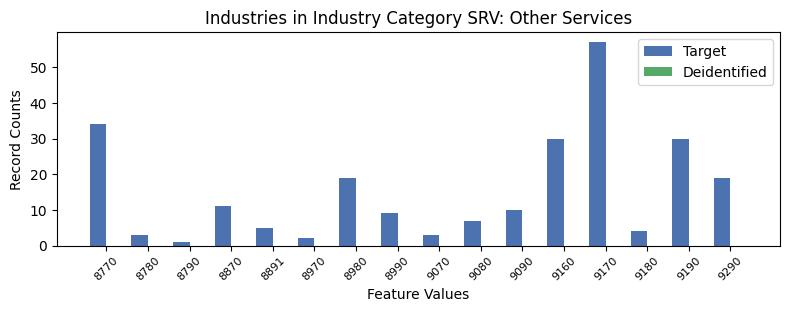 Industries in Industry Category SRV: Other Services
Target
Deidentified
Record Counts
50
40
30
20
10
0
8770 8780 8790 8870 8891 8970 8980 8990 9070 9080 9090 9160 9170 9180 9190 9290
Feature Values